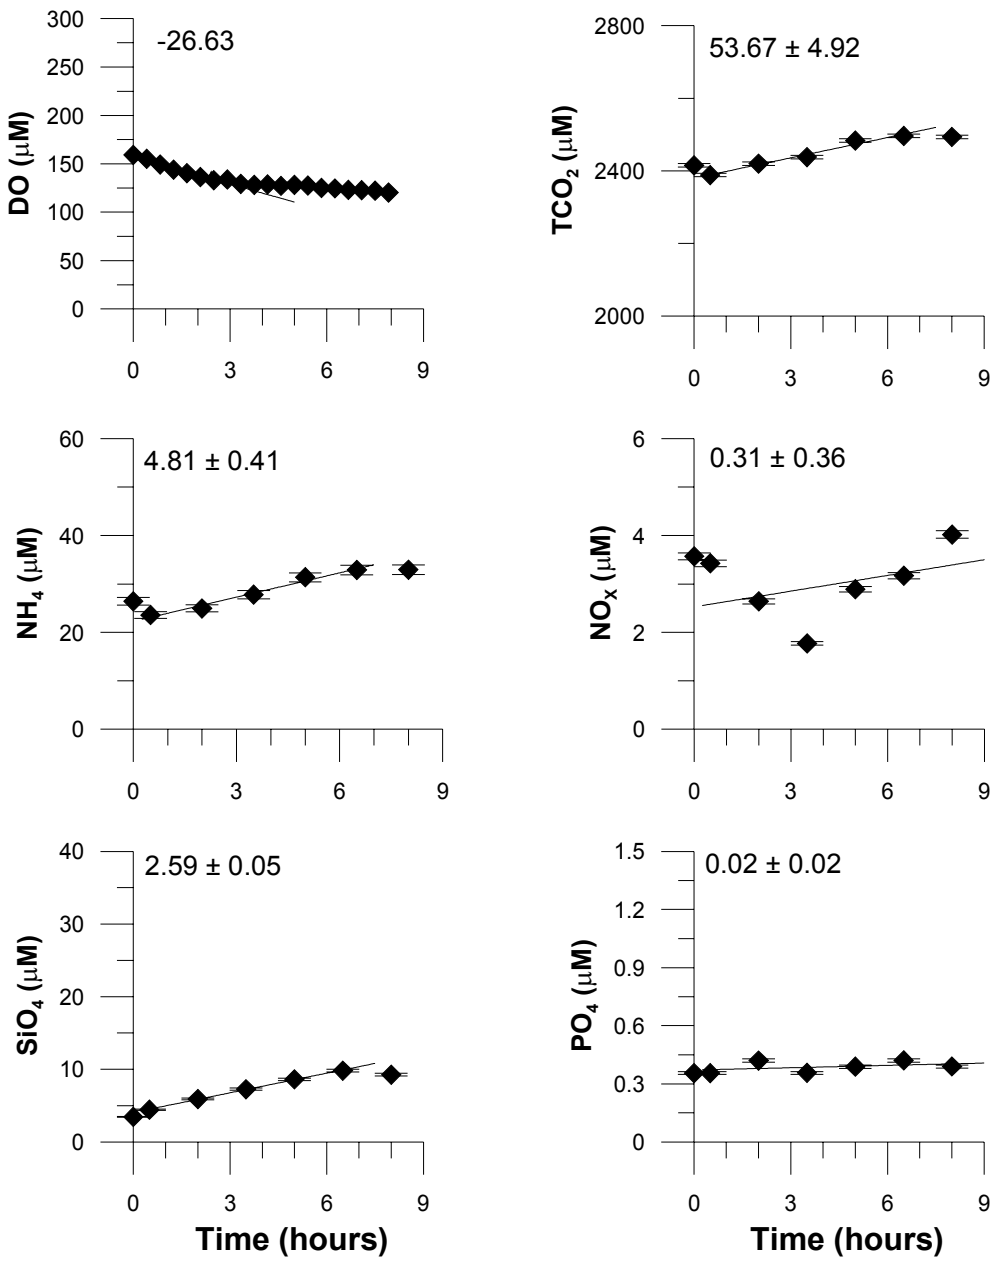 300
-26.63
250
200
150
100
50
0
DO (μM)
0 3 6 9
2800
53.67 ± 4.92
2400
2000
TCO2 (μM)
0 3 6 9
60
4.81 ± 0.41
40
20
0
NH4 (μM)
0 3 6 9
6
0.31 ± 0.36
4
2
0
NOX (μM)
0 3 6 9
40
2.59 ± 0.05
30
20
10
0
SiO4 (μM)
0 3 6 9
Time (hours)
1.5
0.02 ± 0.02
1.2
0.9
0.6
0.3
0
PO4 (μM)
0 3 6 9
Time (hours)